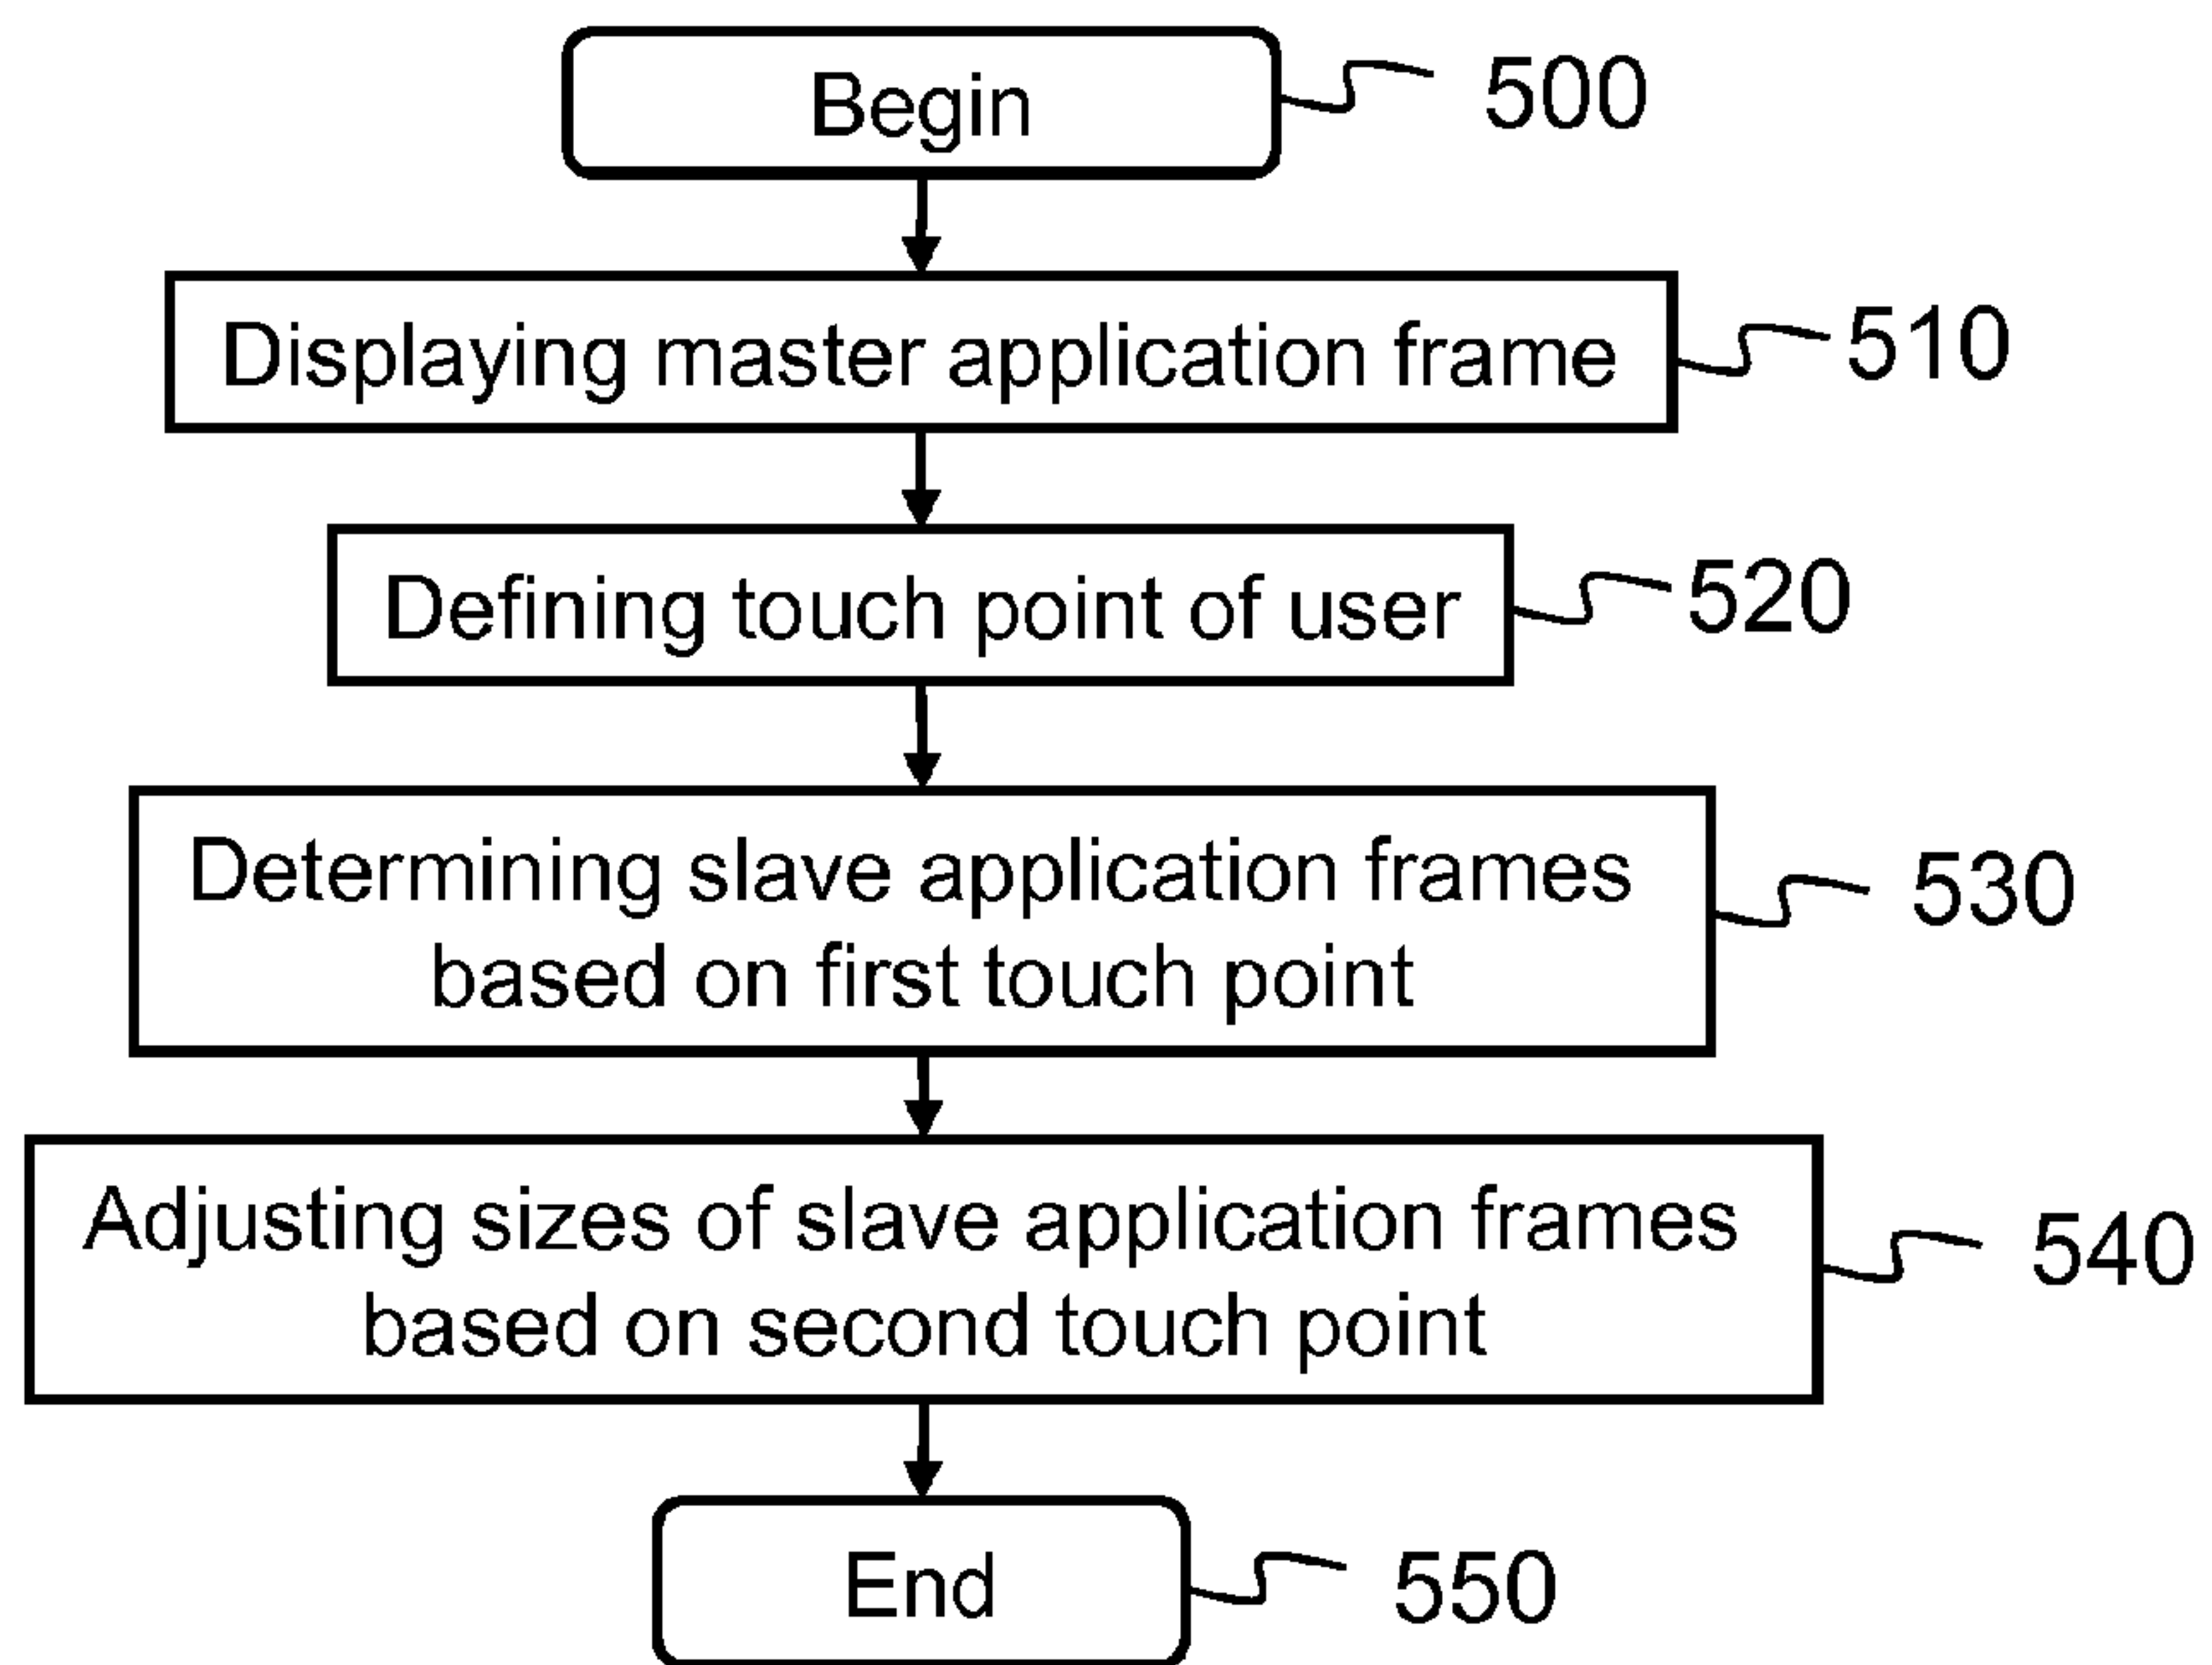 Begin
500
Displaying master application frame
510
Defining touch point of user
520
Determining slave application frames
based on first touch point
530
Adjusting sizes of slave application frames
based on second touch point
540
End
550